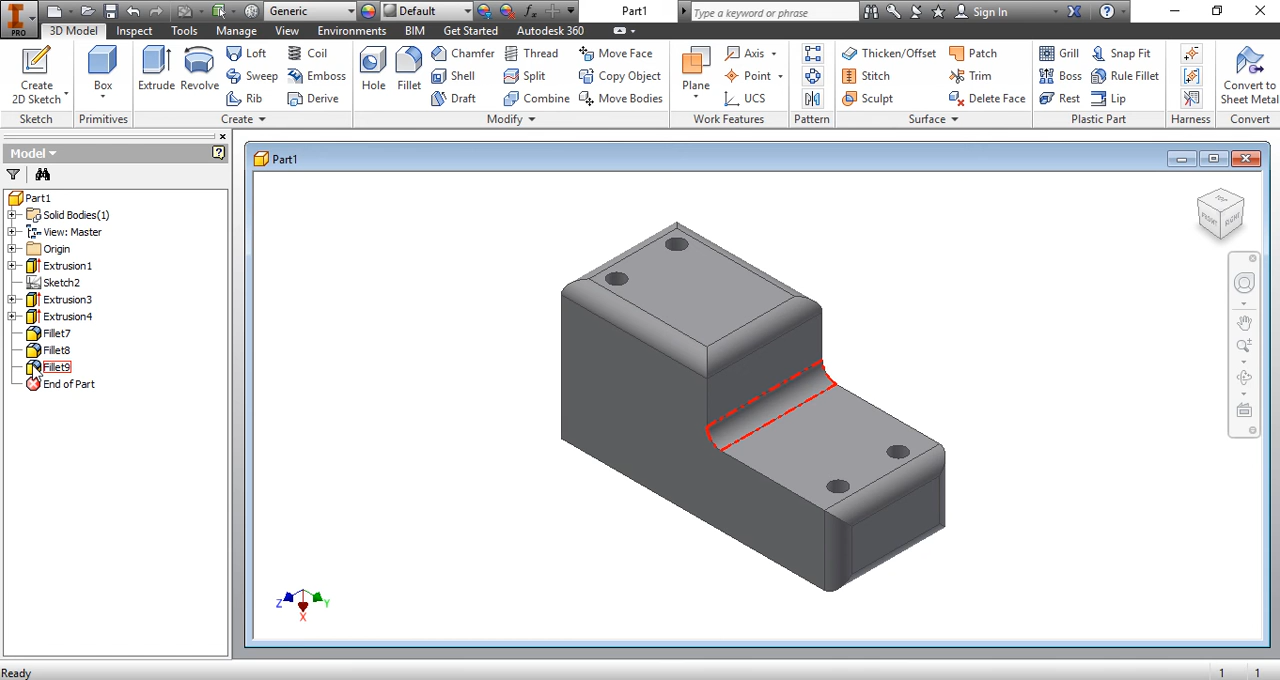 PRO
Generic
Default
fx
Part1
Type a keyword or phrase
Sign In
3D Model
Inspect
Tools
Manage
View
Environments
BIM
Get Started
Autodesk 360
Create
2D Sketch
Box
Extrude
Revolve
Loft
Sweep
Rib
Coil
Emboss
Derive
Hole
Fillet
Chamfer
Shell
Draft
Thread
Split
Combine
Move Face
Copy Object
Move Bodies
Plane
Axis
Point
UCS
Thicken/Offset
Stitch
Sculpt
Patch
Trim
Delete Face
Grill
Boss
Rest
Snap Fit
Rule Fillet
Lip
Convert to
Sheet Metal
Sketch
Primitives
Create
Modify
Work Features
Pattern
Surface
Plastic Part
Harness
Convert
Model
Part1
Solid Bodies(1)
View: Master
Origin
Extrusion1
Sketch2
Extrusion3
Extrusion4
Fillet7
Fillet8
Fillet9
End of Part
Part1
TOP
FRONT
RIGHT
Z
Y
X
Ready
1
1